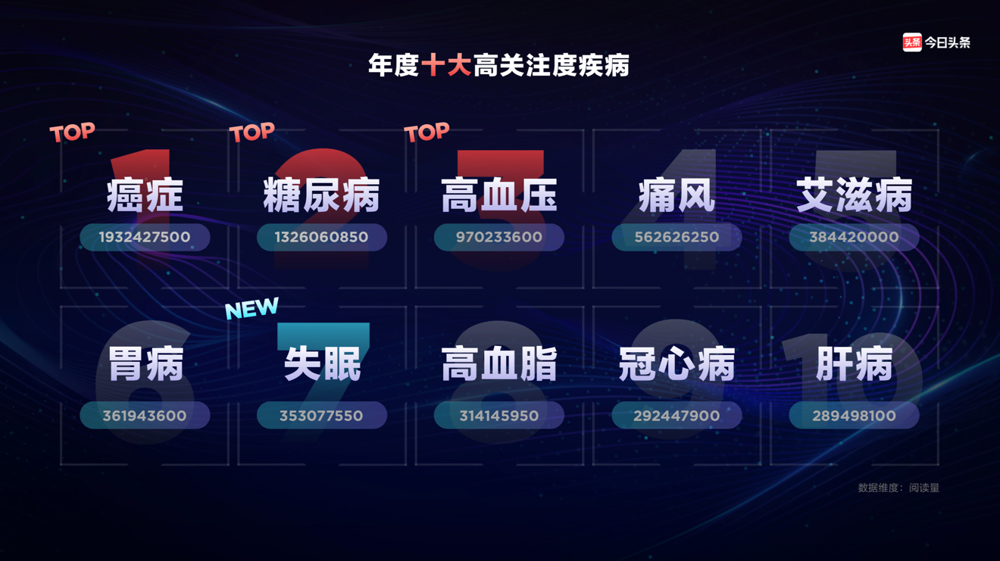 头条 今日头条
年度十大高关注度疾病
TOP 1 癌症
1932427500
TOP 2 糖尿病
1326060850
TOP 3 高血压
970233600
4 痛风
562626250
5 艾滋病
384420000
6 胃病
361943600
NEW 7 失眠
353077550
8 高血脂
314145950
9 冠心病
292447900
10 肝病
289498100
数据维度：阅读量